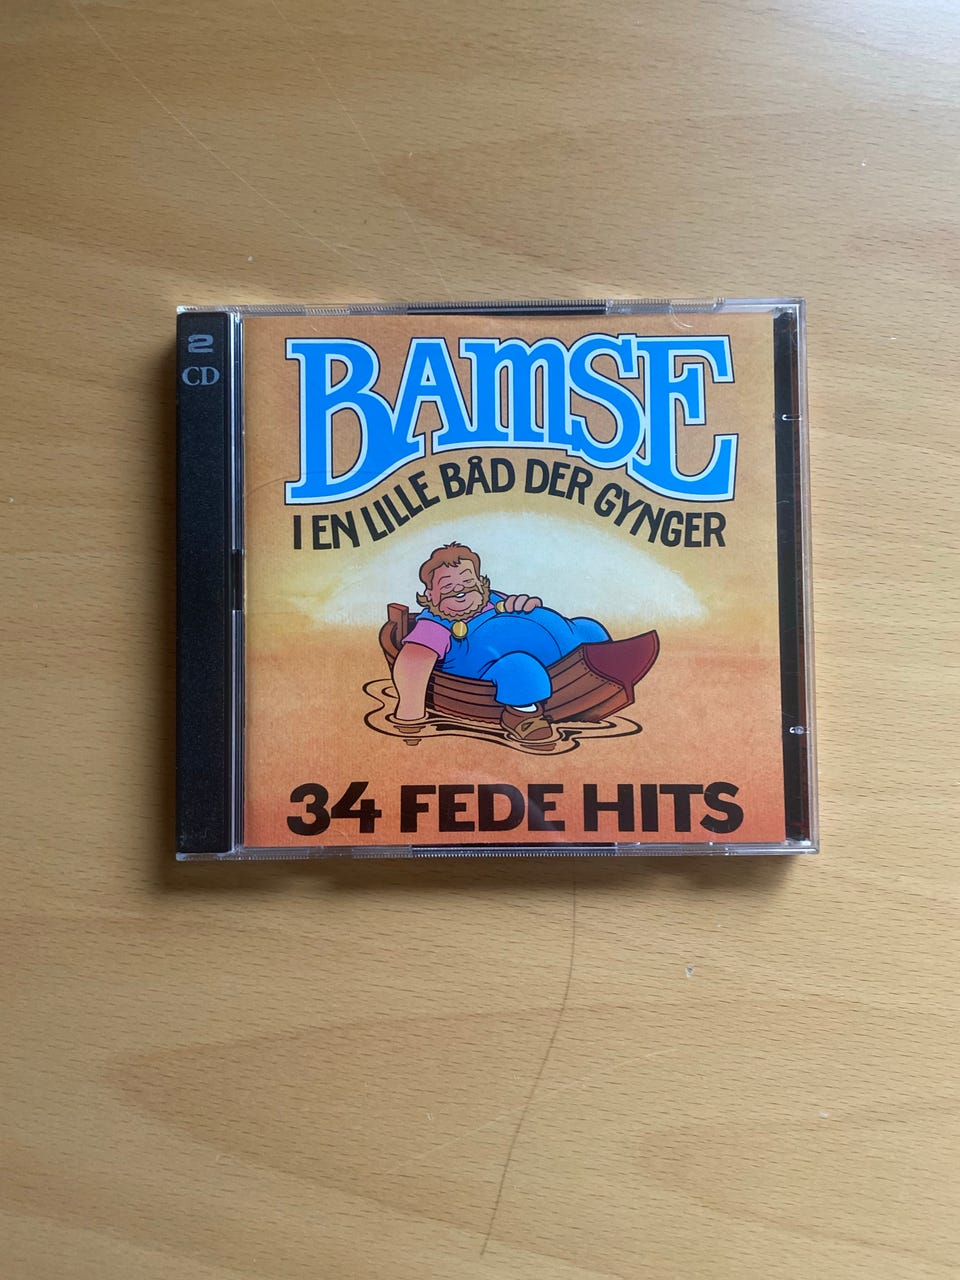 2
CD
BAMSE
I EN LILLE BÅD DER GYNGER
34 FEDE HITS